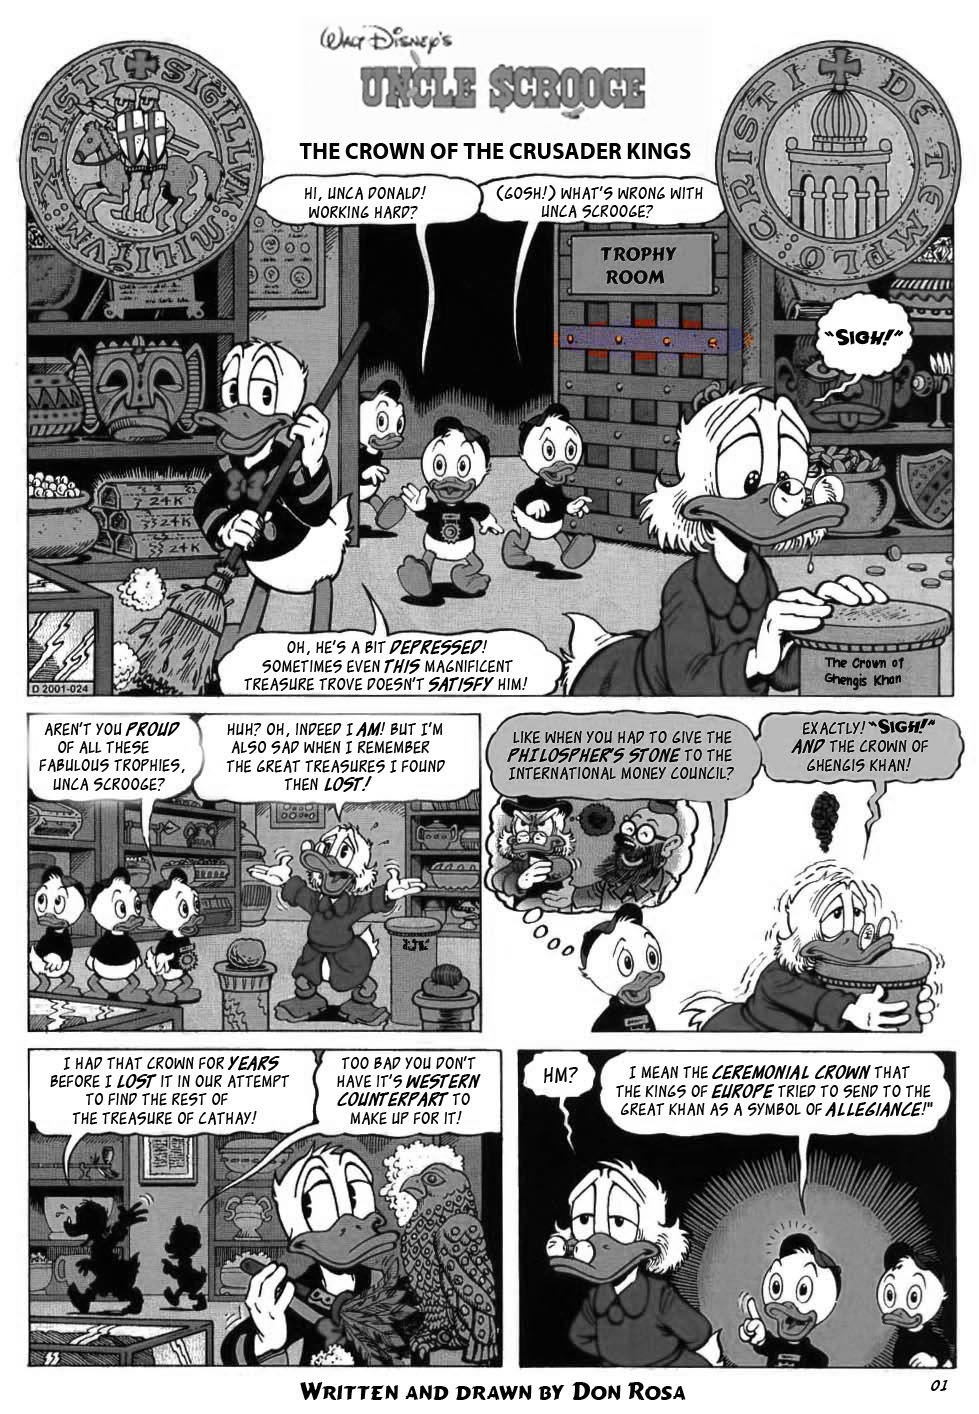 Walt Disney's
UNCLE $CROOGE
THE CROWN OF THE CRUSADER KINGS
SIGILLVM: MILITVM: XPISTI
DE TEMPLO: CRISTI
HI, UNCA DONALD!
WORKING HARD?
(GOSH!) WHAT'S WRONG WITH
UNCA SCROOGE?
TROPHY
ROOM
"SIGH!"
24K
24K
24K
OH, HE'S A BIT DEPRESSED!
SOMETIMES EVEN THIS MAGNIFICENT
TREASURE TROVE DOESN'T SATISFY HIM!
The Crown of
Ghengis Khan
D 2001-024
AREN'T YOU PROUD
OF ALL THESE
FABULOUS TROPHIES,
UNCA SCROOGE?
HUH? OH, INDEED I AM! BUT I'M
ALSO SAD WHEN I REMEMBER
THE GREAT TREASURES I FOUND
THEN LOST!
LIKE WHEN YOU HAD TO GIVE THE
PHILOSPHER'S STONE TO THE
INTERNATIONAL MONEY COUNCIL?
EXACTLY! "SIGH!"
AND THE CROWN OF
GHENGIS KHAN!
I HAD THAT CROWN FOR YEARS
BEFORE I LOST IT IN OUR ATTEMPT
TO FIND THE REST OF
THE TREASURE OF CATHAY!
TOO BAD YOU DON'T
HAVE IT'S WESTERN
COUNTERPART TO
MAKE UP FOR IT!
HM?
I MEAN THE CEREMONIAL CROWN THAT
THE KINGS OF EUROPE TRIED TO SEND TO THE
GREAT KHAN AS A SYMBOL OF ALLEGIANCE!"
WRITTEN AND DRAWN BY DON ROSA
01